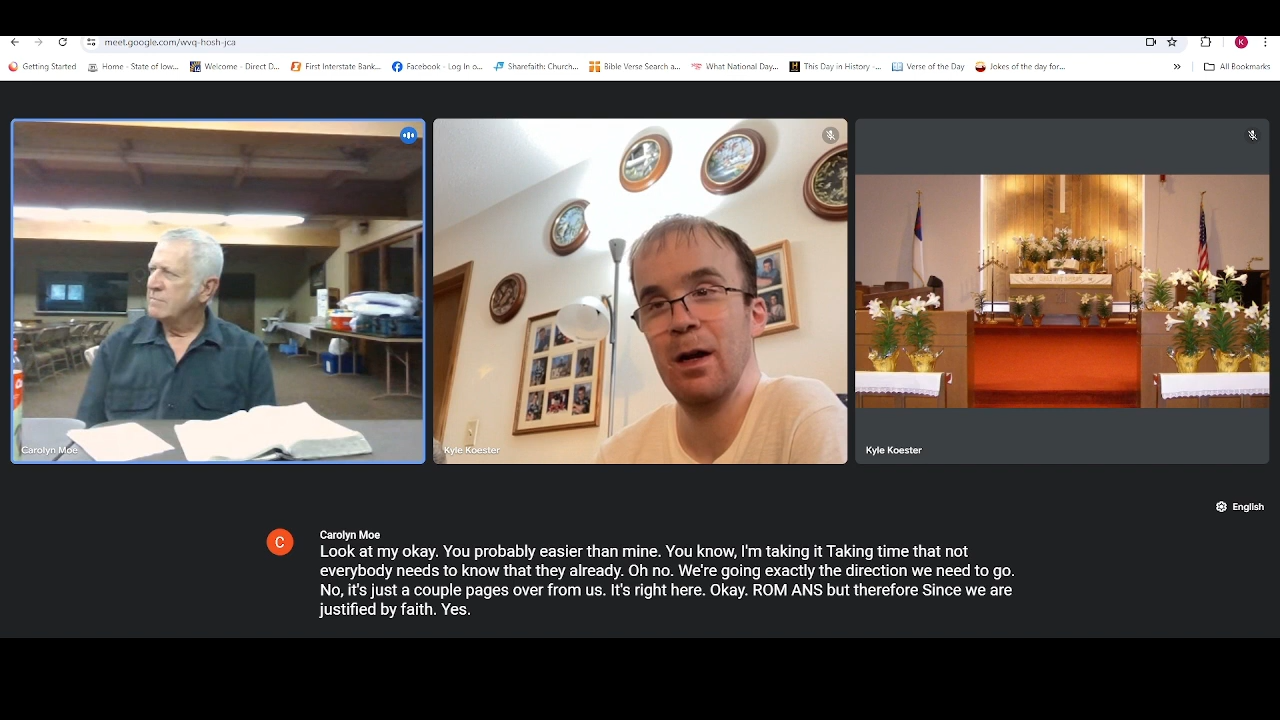 meet.google.com/wvq-hosh-jca
K
Getting Started
Home - State of Iow...
Welcome - Direct D...
First Interstate Bank...
Facebook - Log In o...
Sharefaith: Church...
Bible Verse Search a...
What National Day...
This Day in History -...
Verse of the Day
Jokes of the day for...
»
All Bookmarks
Carolyn Moe
Kyle Koester
Kyle Koester
English
C
Carolyn Moe
Look at my okay. You probably easier than mine. You know, I'm taking it Taking time that not
everybody needs to know that they already. Oh no. We're going exactly the direction we need to go.
No, it's just a couple pages over from us. It's right here. Okay. ROM ANS but therefore Since we are
justified by faith. Yes.